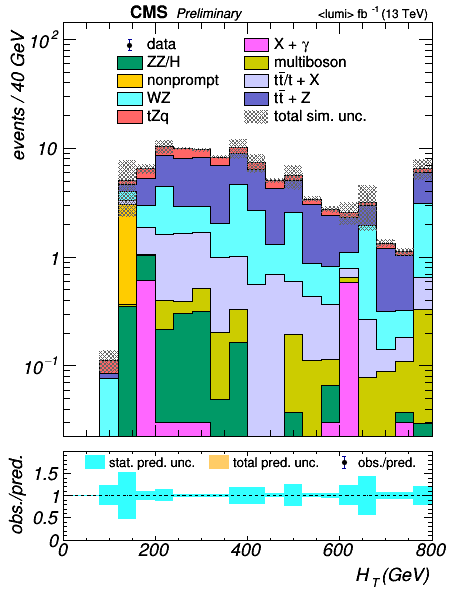 CMS Preliminary <lumi> fb⁻¹ (13 TeV)
events / 40 GeV
10²
10
1
10⁻¹
data
ZZ/H
nonprompt
WZ
tZq
X + γ
multiboson
tt̄/t + X
tt̄ + Z
total sim. unc.
obs./pred.
1.5
1
0.5
0
stat. pred. unc. total pred. unc. obs./pred.
0 200 400 600 800
H_T (GeV)